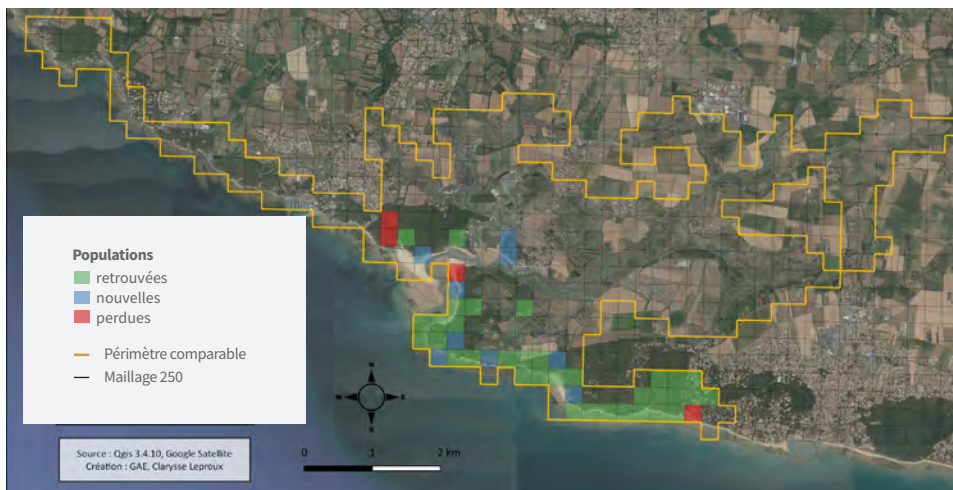 Populations
retrouvées
nouvelles
perdues
Périmètre comparable
Maillage 250
Source : Qgis 3.4.10, Google Satellite
Création : GAE, Clarysse Leproux
N
E
S
0 1 2 km